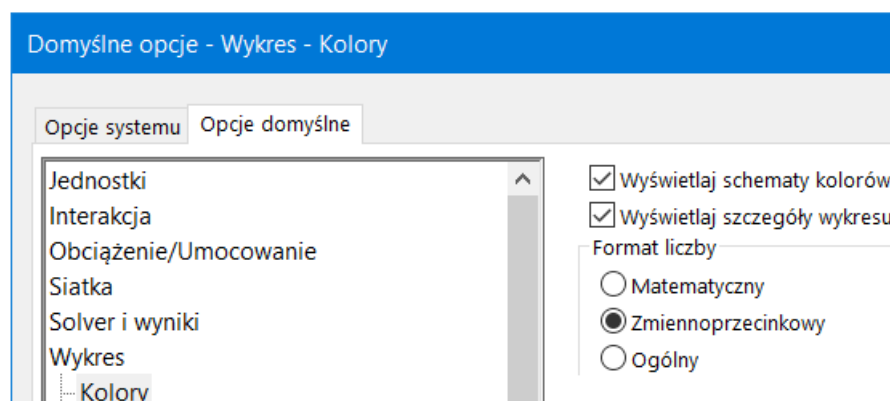 Domyślne opcje - Wykres - Kolory
Opcje systemu
Opcje domyślne
Jednostki
Interakcja
Obciążenie/Umocowanie
Siatka
Solver i wyniki
Wykres
Kolory
Wyświetlaj schematy kolorów
Wyświetlaj szczegóły wykresu
Format liczby
Matematyczny
Zmiennoprzecinkowy
Ogólny